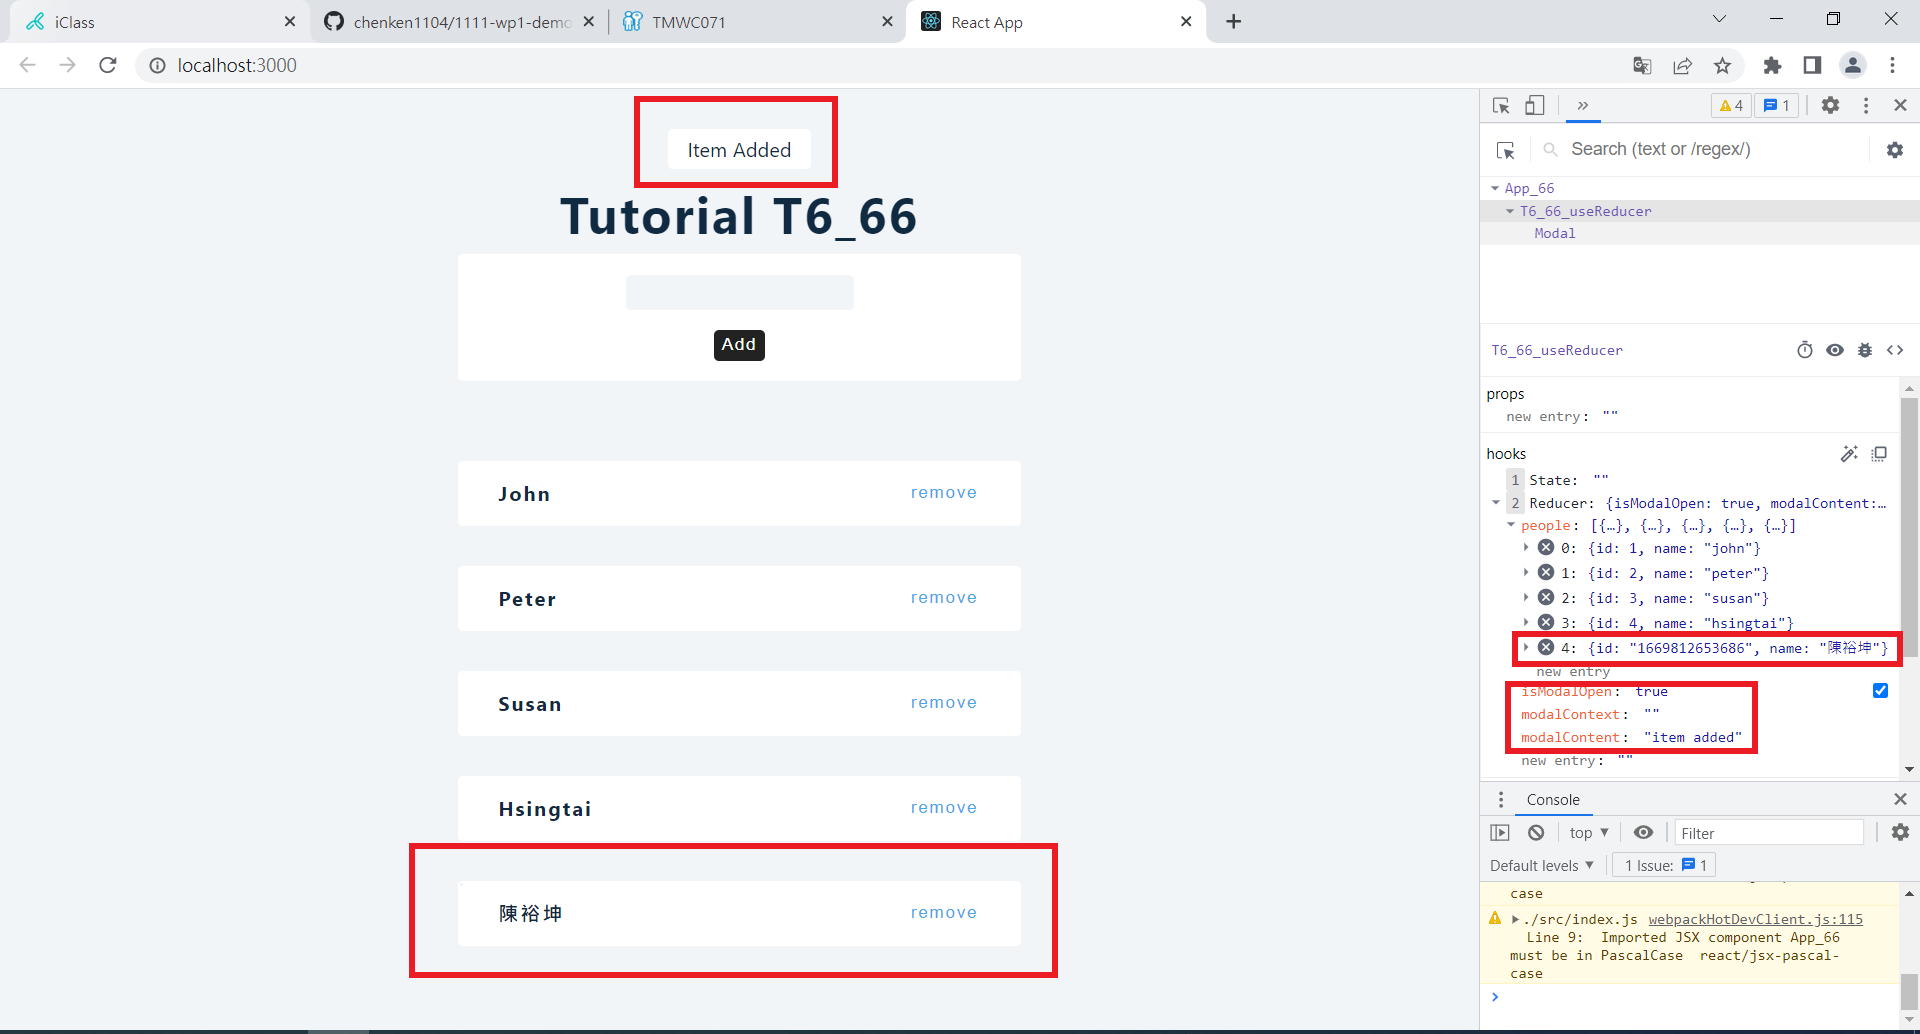 iClass
chenken1104/1111-wp1-demo
TMWC071
React App
localhost:3000
Item Added
Tutorial T6_66
Add
John remove
Peter remove
Susan remove
Hsingtai remove
陳裕坤 remove
4 1
Search (text or /regex/)
App_66
T6_66_useReducer
Modal
T6_66_useReducer
props
new entry: ""
hooks
1 State: ""
2 Reducer: {isModalOpen: true, modalContent:…
people: [{…}, {…}, {…}, {…}, {…}]
0: {id: 1, name: "john"}
1: {id: 2, name: "peter"}
2: {id: 3, name: "susan"}
3: {id: 4, name: "hsingtai"}
4: {id: "1669812653686", name: "陳裕坤"}
new entry
isModalOpen: true
modalContext: ""
modalContent: "item added"
new entry: ""
Console
top Filter
Default levels 1 Issue: 1
case
./src/index.js webpackHotDevClient.js:115
Line 9: Imported JSX component App_66
must be in PascalCase react/jsx-pascal-
case